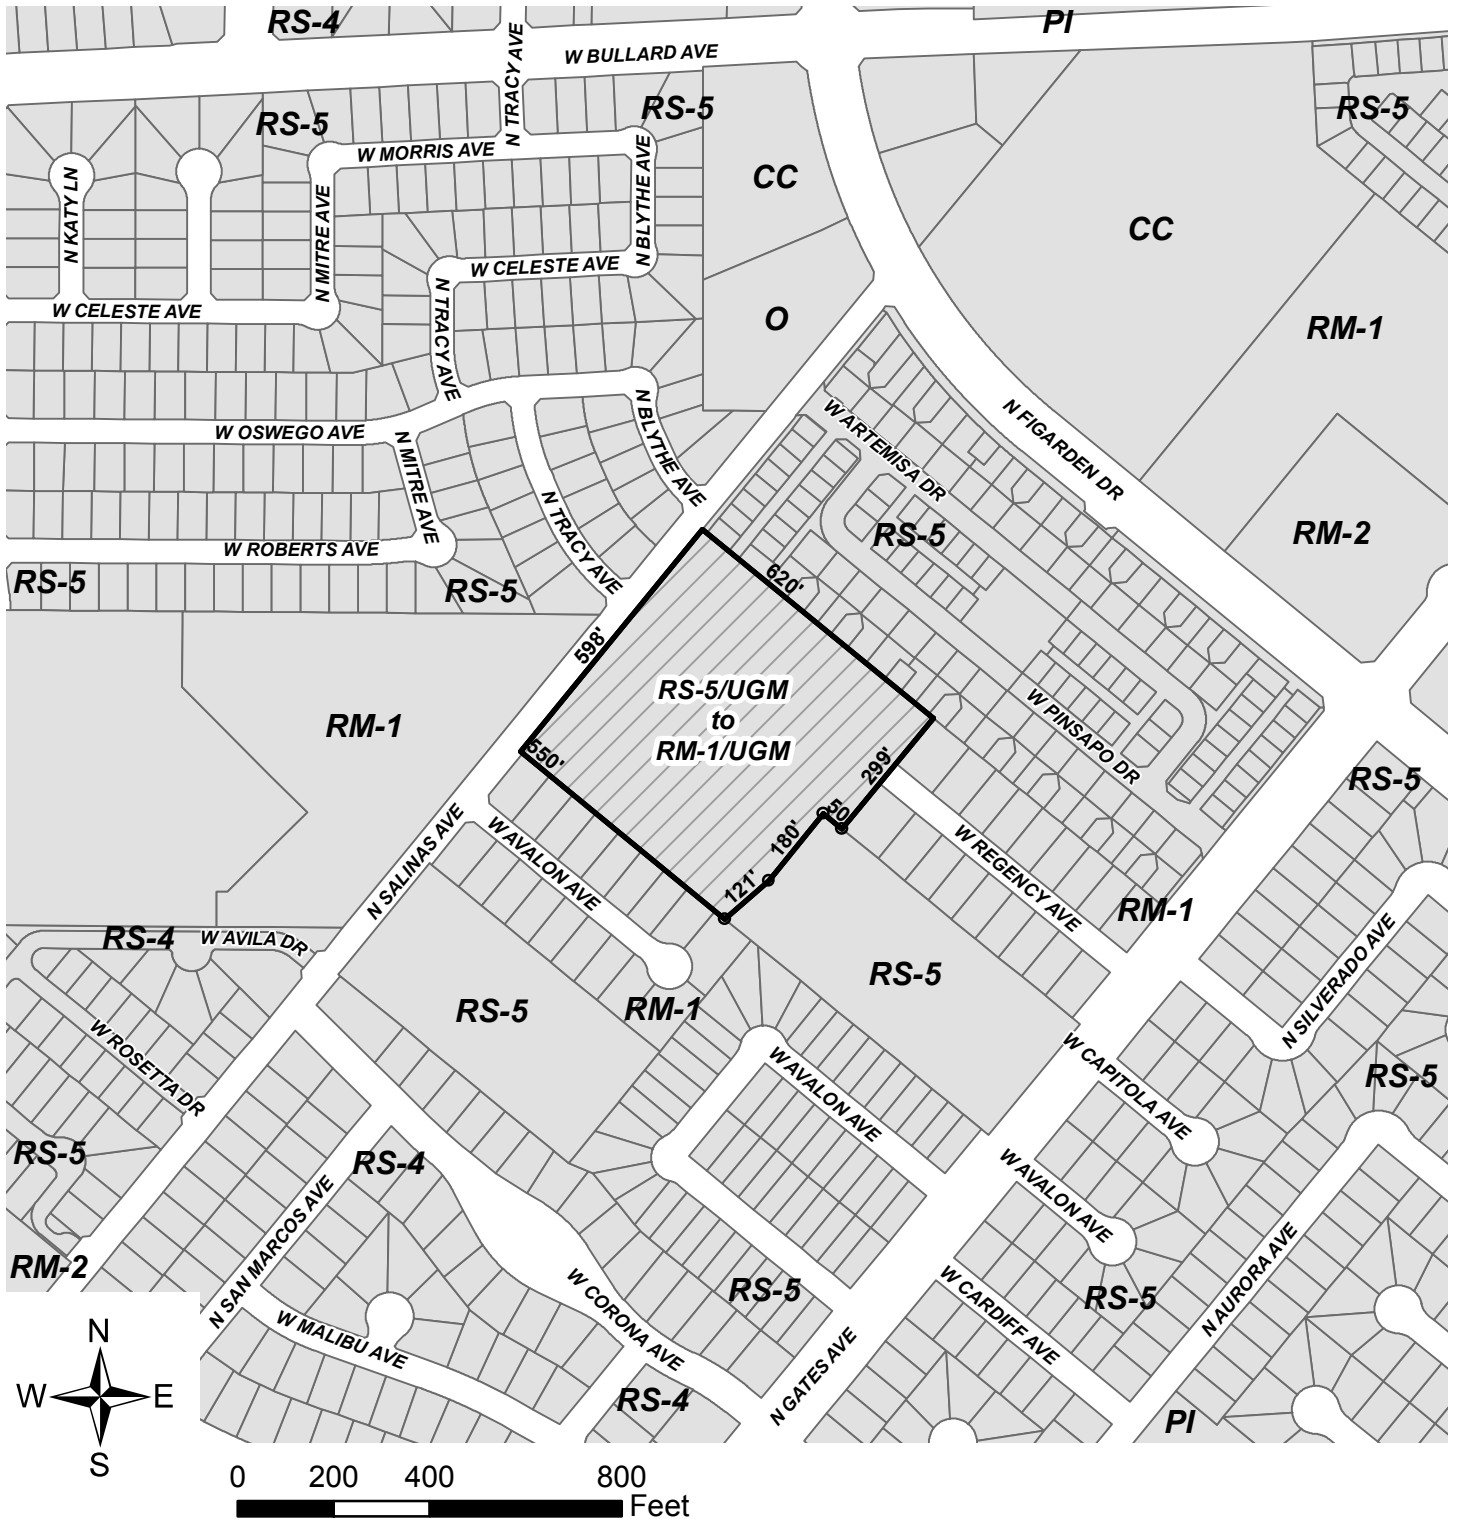 RS-4
PI
W BULLARD AVE
N TRACY AVE
RS-5
RS-5
RS-5
W MORRIS AVE
N BLYTHE AVE
N KATY LN
N MITRE AVE
CC
CC
W CELESTE AVE
W CELESTE AVE
N TRACY AVE
O
RM-1
W OSWEGO AVE
N MITRE AVE
N BLYTHE AVE
W ARTEMISA DR
N FIGARDEN DR
N TRACY AVE
RS-5
RM-2
W ROBERTS AVE
RS-5
RS-5
620'
598'
RS-5/UGM
to
RM-1/UGM
RM-1
550'
299'
W PINSAPO DR
RS-5
50'
180'
121'
N SALINAS AVE
W AVALON AVE
W REGENCY AVE
RM-1
RS-4
W AVILA DR
RS-5
N SILVERADO AVE
RS-5
RM-1
W ROSETTA DR
W AVALON AVE
W CAPITOLA AVE
RS-5
RS-5
RS-4
N SAN MARCOS AVE
W AVALON AVE
RM-2
RS-5
RS-5
N AURORA AVE
W CORONA AVE
W CARDIFF AVE
W MALIBU AVE
N GATES AVE
RS-4
PI
N
W E
S
0 200 400 800
Feet